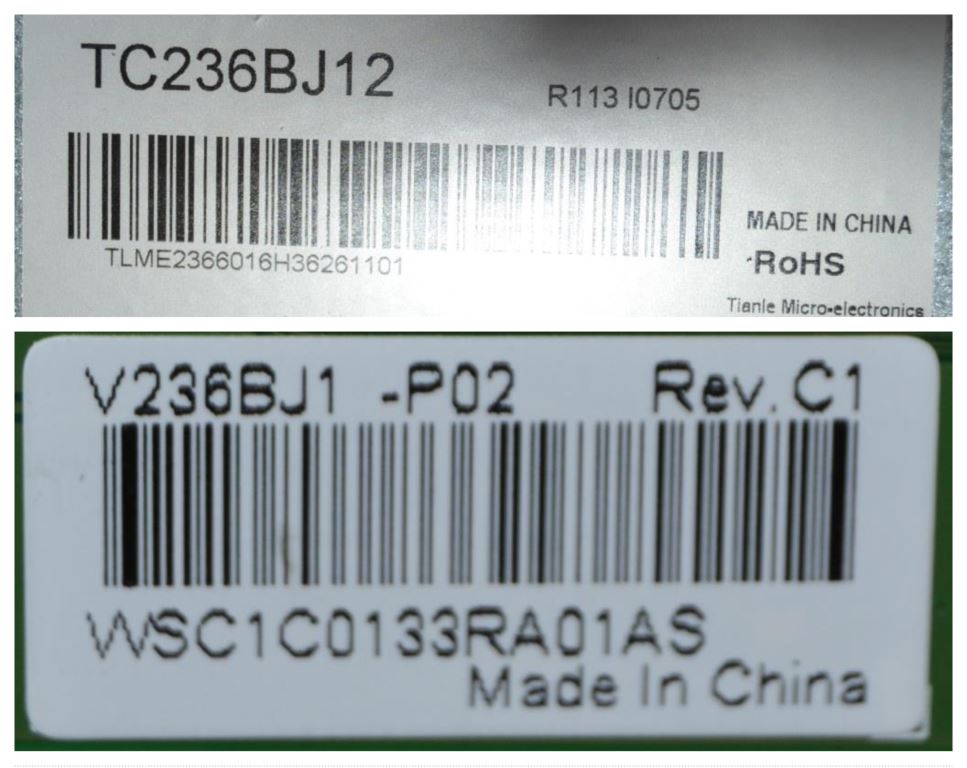 TC236BJ12
R113 I0705
TLME2366016H36261101
MADE IN CHINA
RoHS
Tianle Micro-electronics
V236BJ1 -P02 Rev.C1
WSC1C0133RA01AS
Made In China